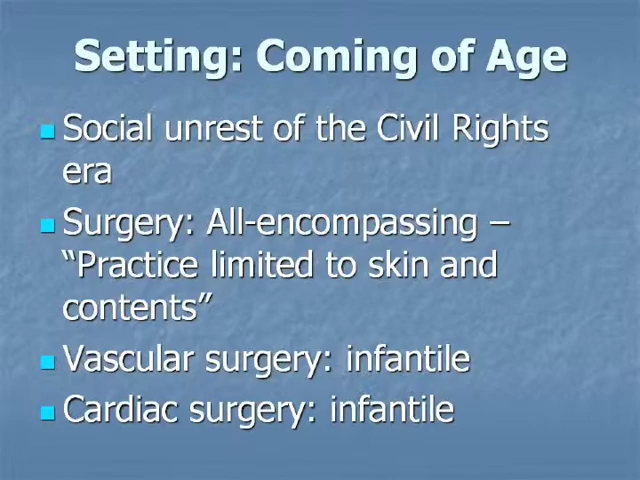 Setting: Coming of Age
Social unrest of the Civil Rights
era
Surgery: All-encompassing –
“Practice limited to skin and
contents”
Vascular surgery: infantile
Cardiac surgery: infantile